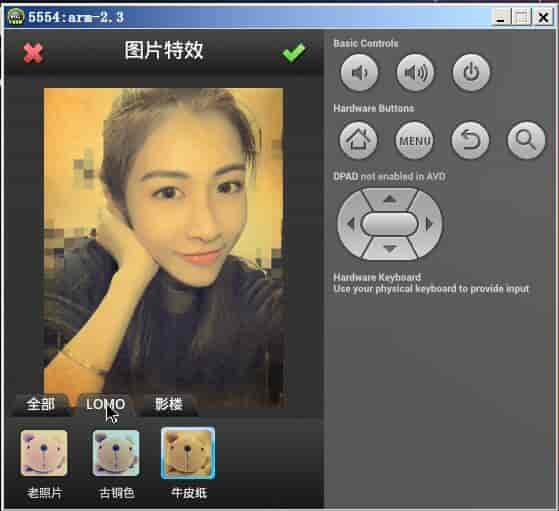 5554:arm-2.3
图片特效
全部
LOMO
影楼
老照片
古铜色
牛皮纸
Basic Controls
Hardware Buttons
MENU
DPAD not enabled in AVD
Hardware Keyboard
Use your physical keyboard to provide input